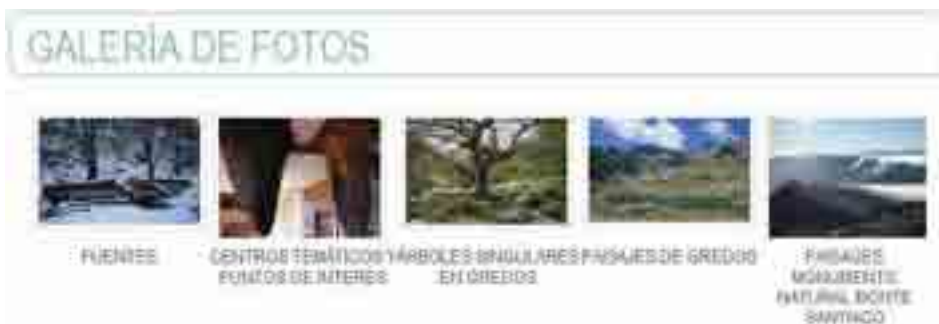 GALERÍA DE FOTOS
FUENTES
CENTROS TEMÁTICOS Y
PUNTOS DE INTERÉS
ÁRBOLES SINGULARES
EN GREDOS
PAISAJES DE GREDOS
PAISAJES
MONUMENTO
NATURAL MONTE
SANTIAGO